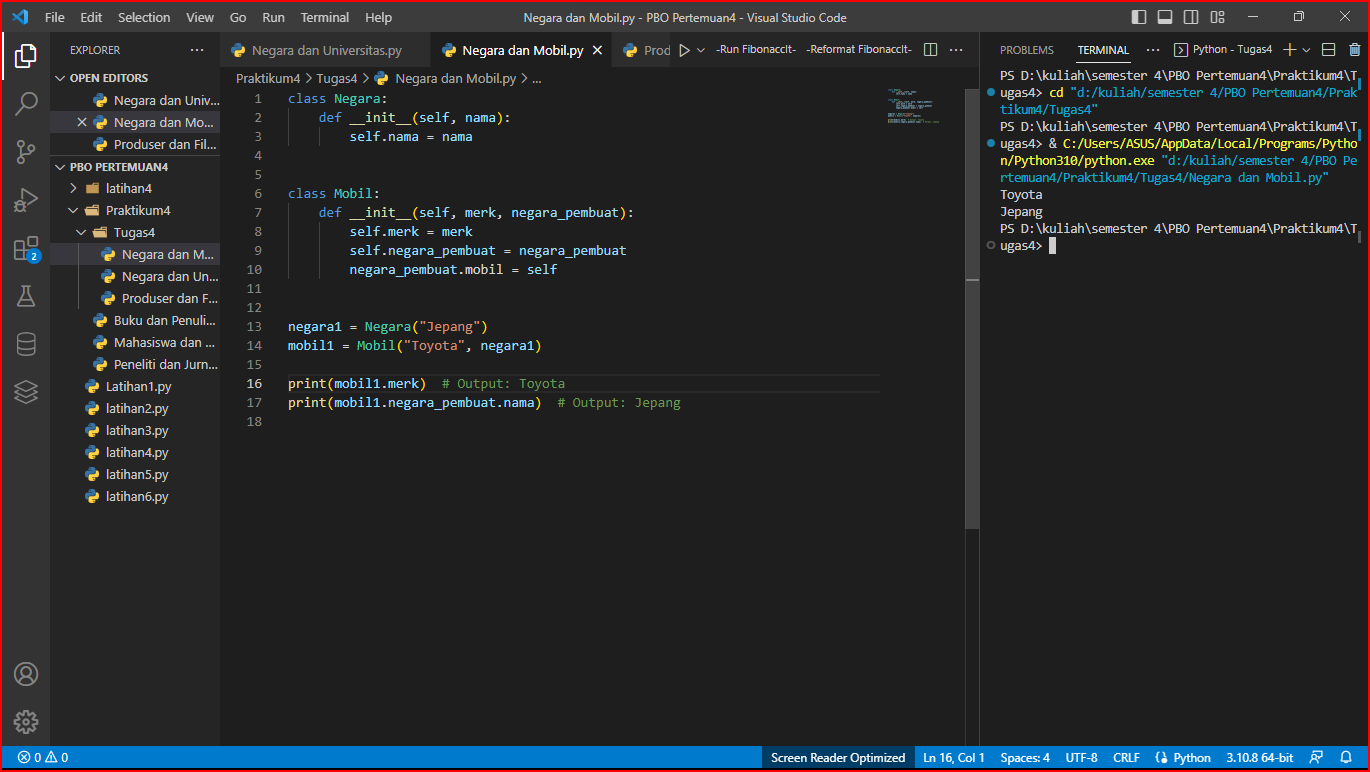 File Edit Selection View Go Run Terminal Help
Negara dan Mobil.py - PBO Pertemuan4 - Visual Studio Code
EXPLORER
OPEN EDITORS
Negara dan Univ...
Negara dan Mo...
Produser dan Fil...
PBO PERTEMUAN4
latihan4
Praktikum4
Tugas4
Negara dan M...
Negara dan Un...
Produser dan F...
Buku dan Penuli...
Mahasiswa dan ...
Peneliti dan Jurn...
Latihan1.py
latihan2.py
latihan3.py
latihan4.py
latihan5.py
latihan6.py
2
Negara dan Universitas.py
Negara dan Mobil.py
Prod
-Run FibonaccIt-
-Reformat FibonaccIt-
Praktikum4 > Tugas4 > Negara dan Mobil.py > ...
1 class Negara:
2     def __init__(self, nama):
3         self.nama = nama
4
5
6 class Mobil:
7     def __init__(self, merk, negara_pembuat):
8         self.merk = merk
9         self.negara_pembuat = negara_pembuat
10         negara_pembuat.mobil = self
11
12
13 negara1 = Negara("Jepang")
14 mobil1 = Mobil("Toyota", negara1)
15
16 print(mobil1.merk)  # Output: Toyota
17 print(mobil1.negara_pembuat.nama)  # Output: Jepang
18
PROBLEMS TERMINAL ... Python - Tugas4
PS D:\kuliah\semester 4\PBO Pertemuan4\Praktikum4\T
ugas4> cd "d:/kuliah/semester 4/PBO Pertemuan4/Prak
tikum4/Tugas4"
PS D:\kuliah\semester 4\PBO Pertemuan4\Praktikum4\T
ugas4> & C:/Users/ASUS/AppData/Local/Programs/Pytho
n/Python310/python.exe "d:/kuliah/semester 4/PBO Pe
rtemuan4/Praktikum4/Tugas4/Negara dan Mobil.py"
Toyota
Jepang
PS D:\kuliah\semester 4\PBO Pertemuan4\Praktikum4\T
ugas4>
0 0
Screen Reader Optimized Ln 16, Col 1 Spaces: 4 UTF-8 CRLF Python 3.10.8 64-bit